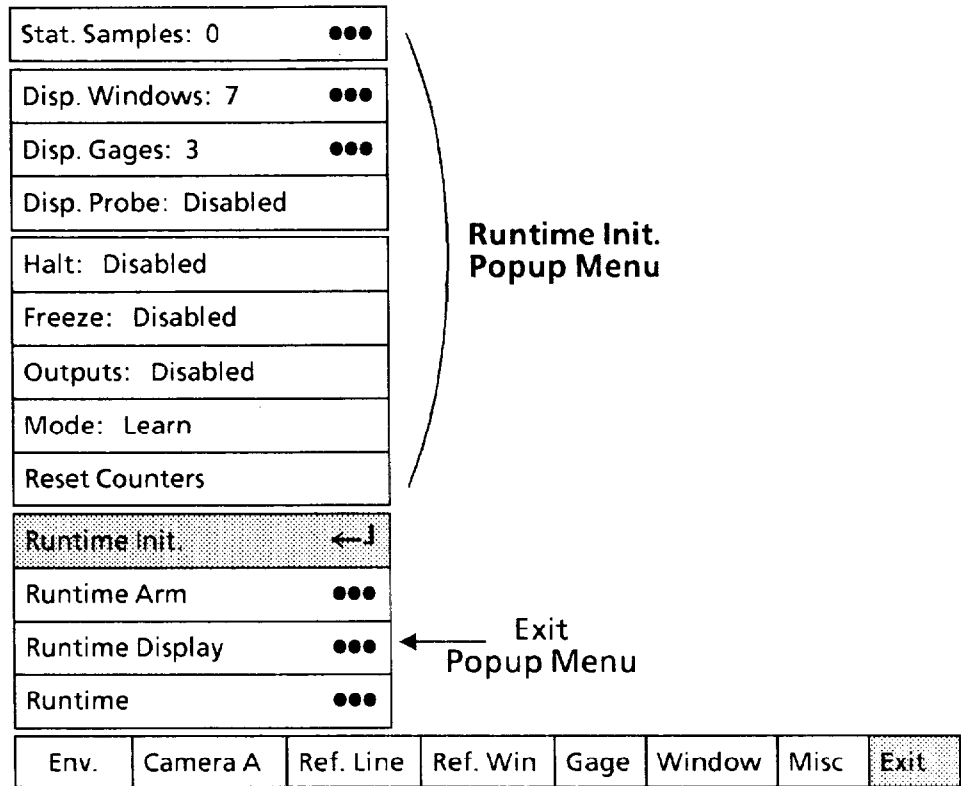 Stat. Samples: 0 ●●●
Disp. Windows: 7 ●●●
Disp. Gages: 3 ●●●
Disp. Probe: Disabled
Halt: Disabled
Freeze: Disabled
Outputs: Disabled
Mode: Learn
Reset Counters
Runtime Init.
Popup Menu
Runtime Init. ←┘
Runtime Arm ●●●
Runtime Display ●●●
Runtime ●●●
Exit
Popup Menu
Env. Camera A Ref. Line Ref. Win Gage Window Misc Exit